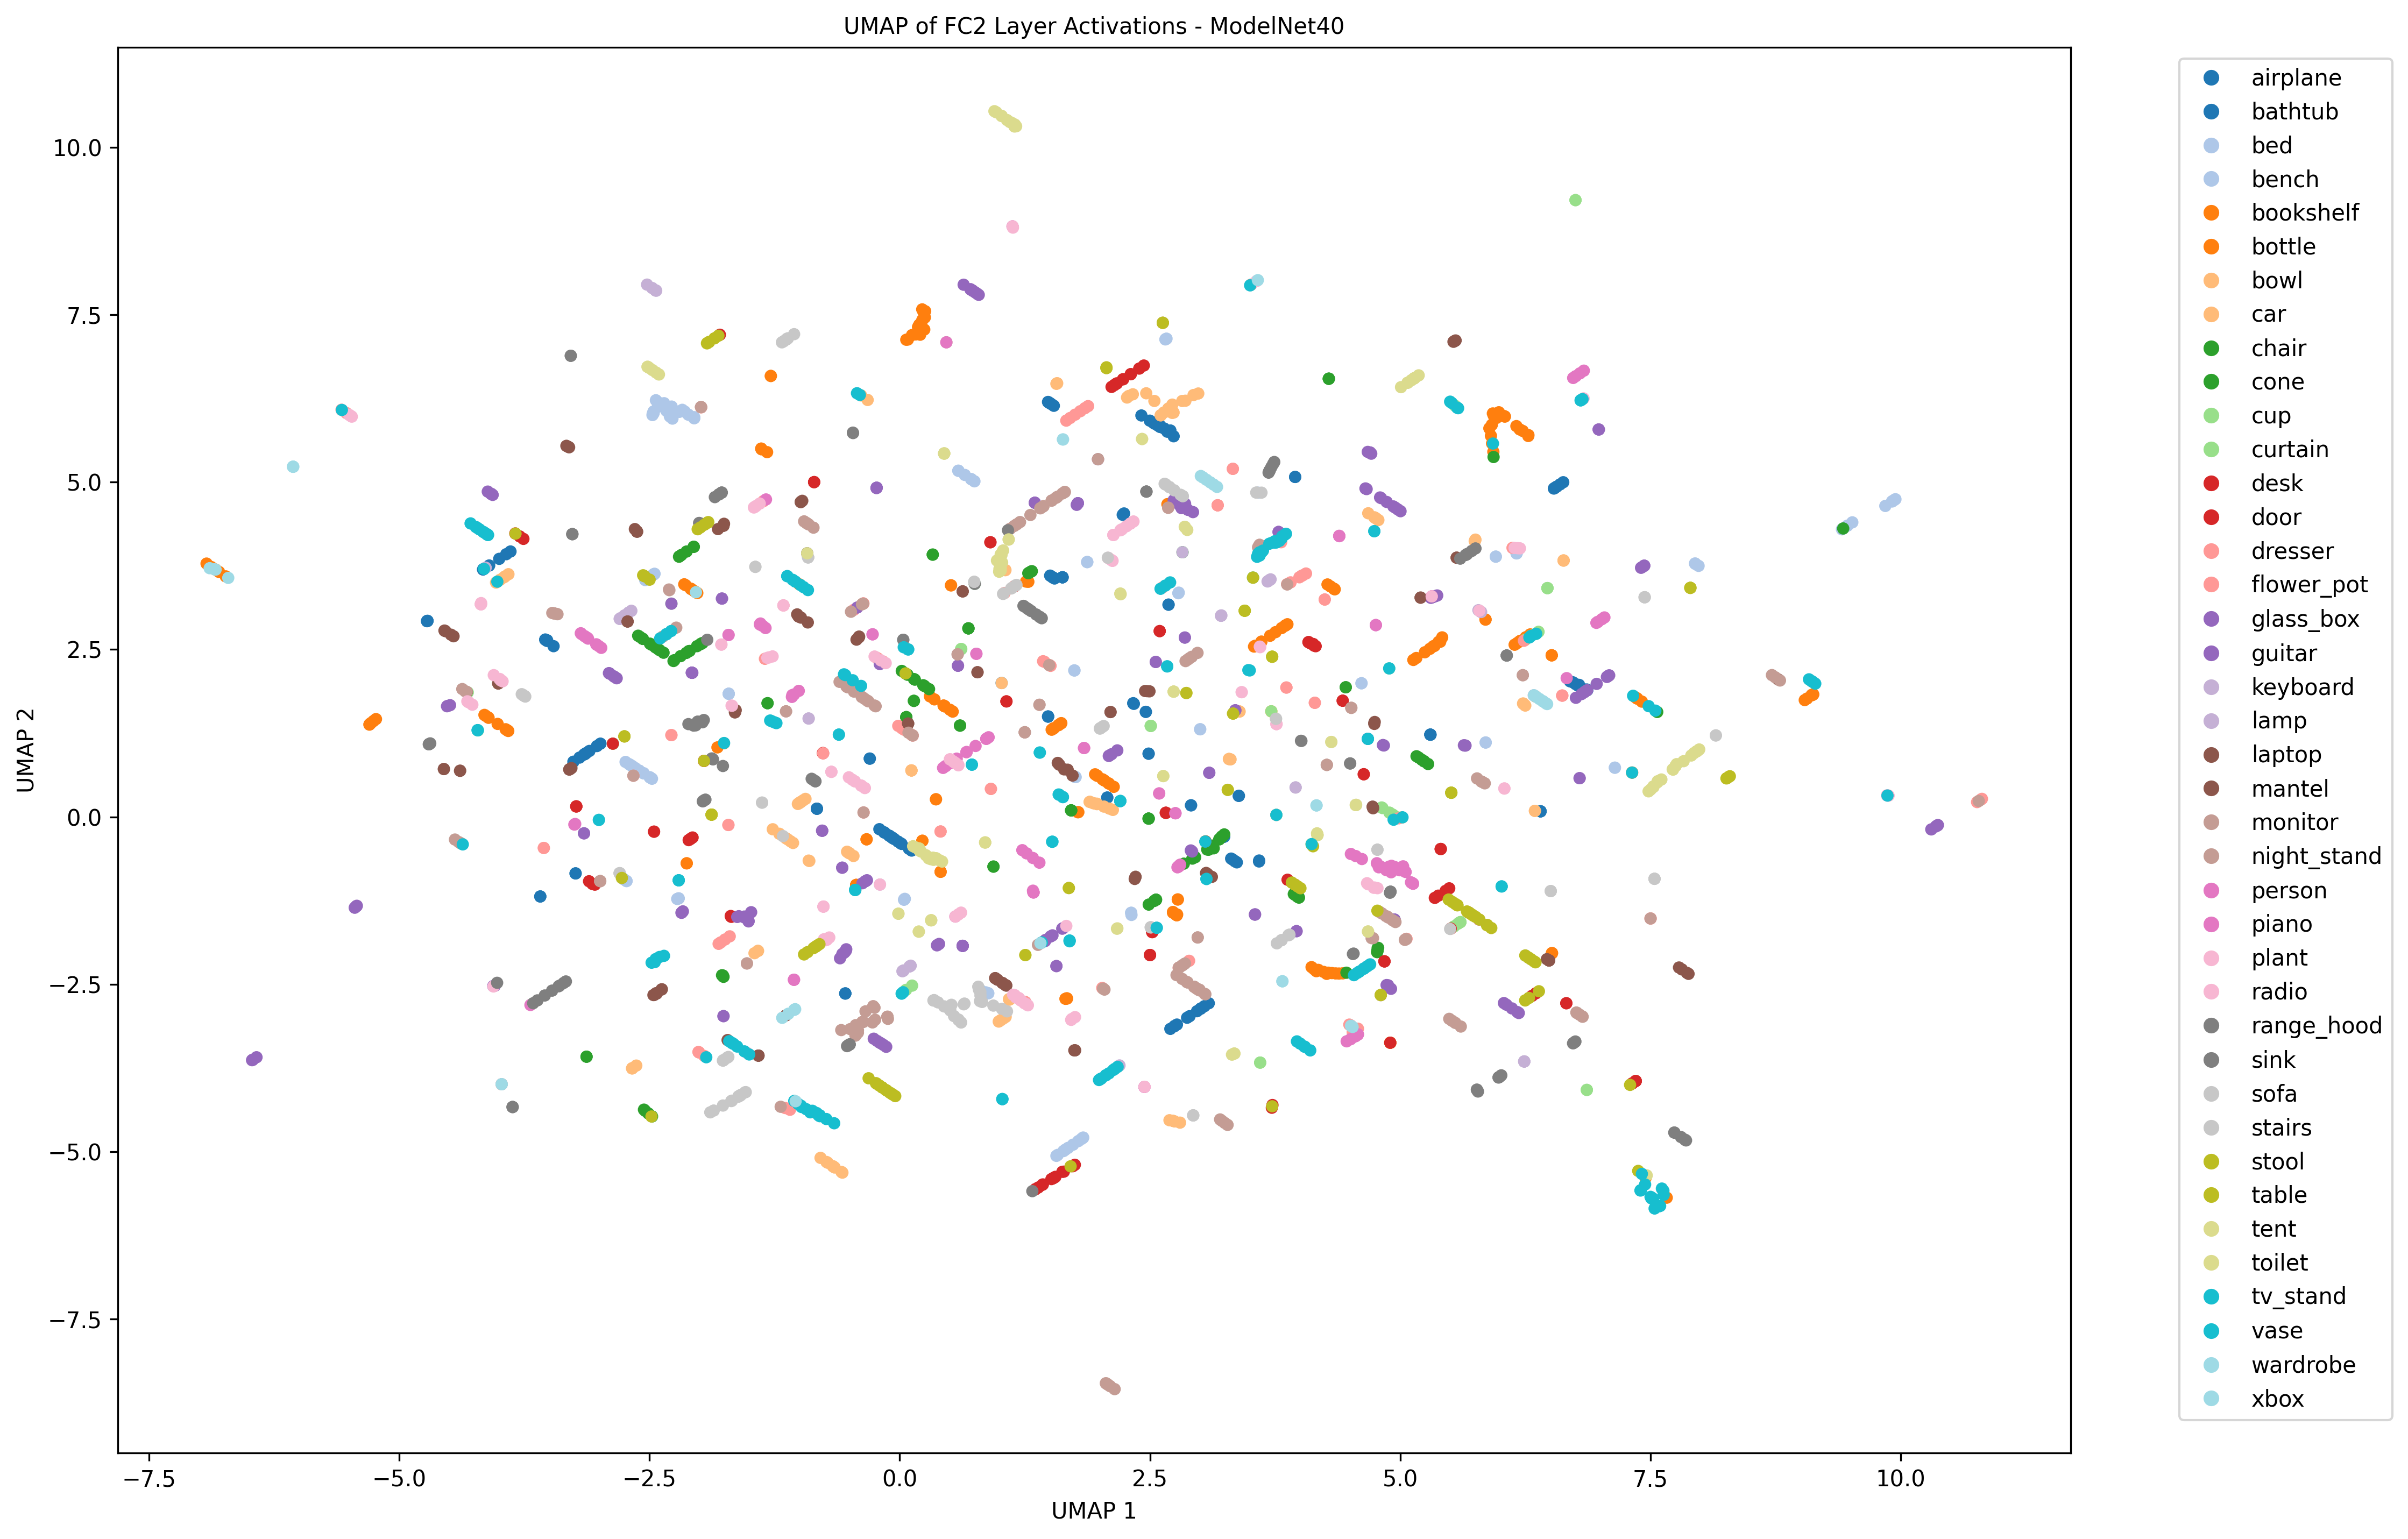 UMAP of FC2 Layer Activations - ModelNet40
10.0
7.5
5.0
2.5
0.0
−2.5
−5.0
−7.5
UMAP 2
−7.5
−5.0
−2.5
0.0
2.5
5.0
7.5
10.0
UMAP 1
airplane
bathtub
bed
bench
bookshelf
bottle
bowl
car
chair
cone
cup
curtain
desk
door
dresser
flower_pot
glass_box
guitar
keyboard
lamp
laptop
mantel
monitor
night_stand
person
piano
plant
radio
range_hood
sink
sofa
stairs
stool
table
tent
toilet
tv_stand
vase
wardrobe
xbox